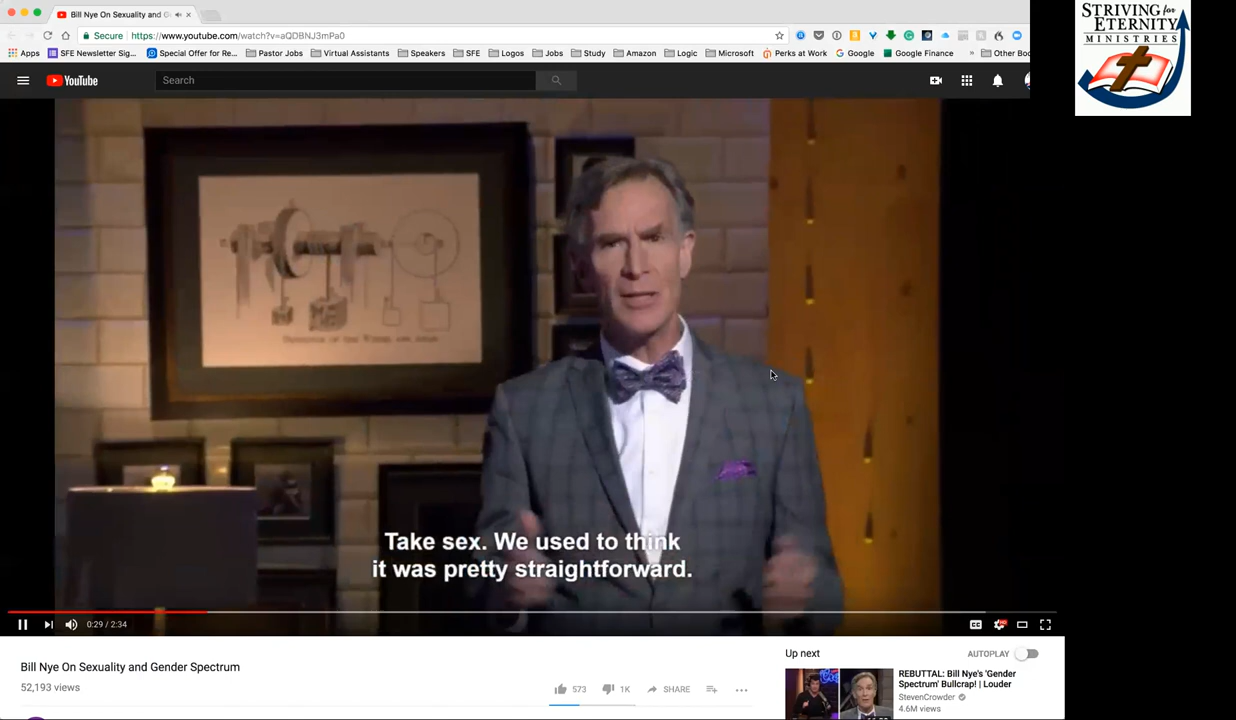 Bill Nye On Sexuality and G
Secure https://www.youtube.com/watch?v=aQDBNJ3mPa0
Apps SFE Newsletter Sig... Special Offer for Re... Pastor Jobs Virtual Assistants Speakers SFE Logos Jobs Study Amazon Logic Microsoft Perks at Work Google Google Finance » Other Boo
YouTube Search
STRIVING for
ETERNITY
MINISTRIES
Take sex. We used to think
it was pretty straightforward.
0:29 / 2:34
CC HD
Bill Nye On Sexuality and Gender Spectrum
52,193 views
573 1K SHARE
Up next AUTOPLAY
REBUTTAL: Bill Nye's 'Gender
Spectrum' Bullcrap! | Louder
StevenCrowder
4.6M views